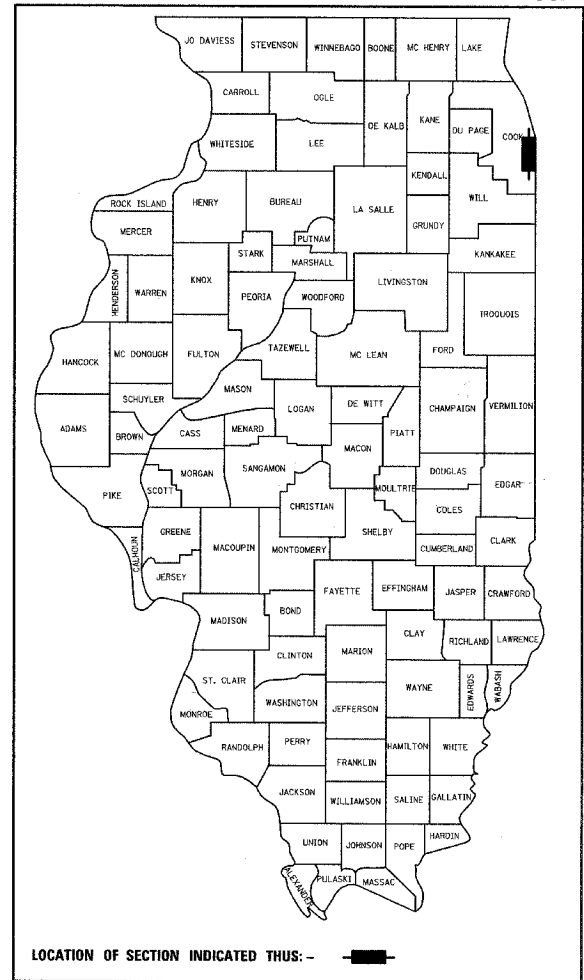 JO DAVIESS STEVENSON WINNEBAGO BOONE MC HENRY LAKE
CARROLL OGLE
DE KALB KANE DU PAGE COOK
WHITESIDE LEE
KENDALL WILL
ROCK ISLAND HENRY BUREAU LA SALLE GRUNDY
MERCER PUTNAM
KANKAKEE
STARK MARSHALL
HENDERSON WARREN KNOX PEORIA WOODFORD LIVINGSTON IROQUOIS
HANCOCK MC DONOUGH FULTON TAZEWELL MC LEAN FORD
MASON
SCHUYLER LOGAN DE WITT CHAMPAIGN VERMILION
ADAMS BROWN CASS MENARD PIATT
MACON
MORGAN SANGAMON DOUGLAS
PIKE SCOTT MOULTRIE EDGAR
CHRISTIAN COLES
GREENE SHELBY
CALHOUN MACOUPIN MONTGOMERY CUMBERLAND CLARK
JERSEY
FAYETTE EFFINGHAM JASPER CRAWFORD
MADISON BOND
CLAY RICHLAND LAWRENCE
CLINTON MARION
ST. CLAIR WAYNE EDWARDS WABASH
WASHINGTON JEFFERSON
MONROE
RANDOLPH PERRY HAMILTON WHITE
FRANKLIN
JACKSON WILLIAMSON SALINE GALLATIN
UNION JOHNSON POPE HARDIN
ALEXANDER PULASKI MASSAC
LOCATION OF SECTION INDICATED THUS: -